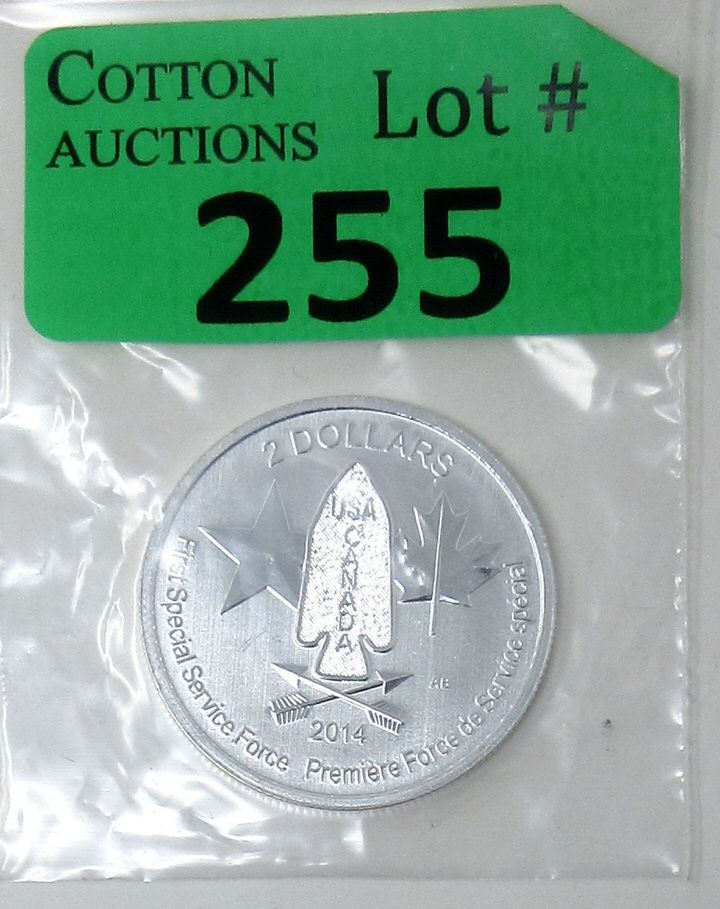 COTTON
AUCTIONS
Lot #
255
2 DOLLARS
USA
CANADA
First Special Service Force
Première Force de Service spécial
AB
2014